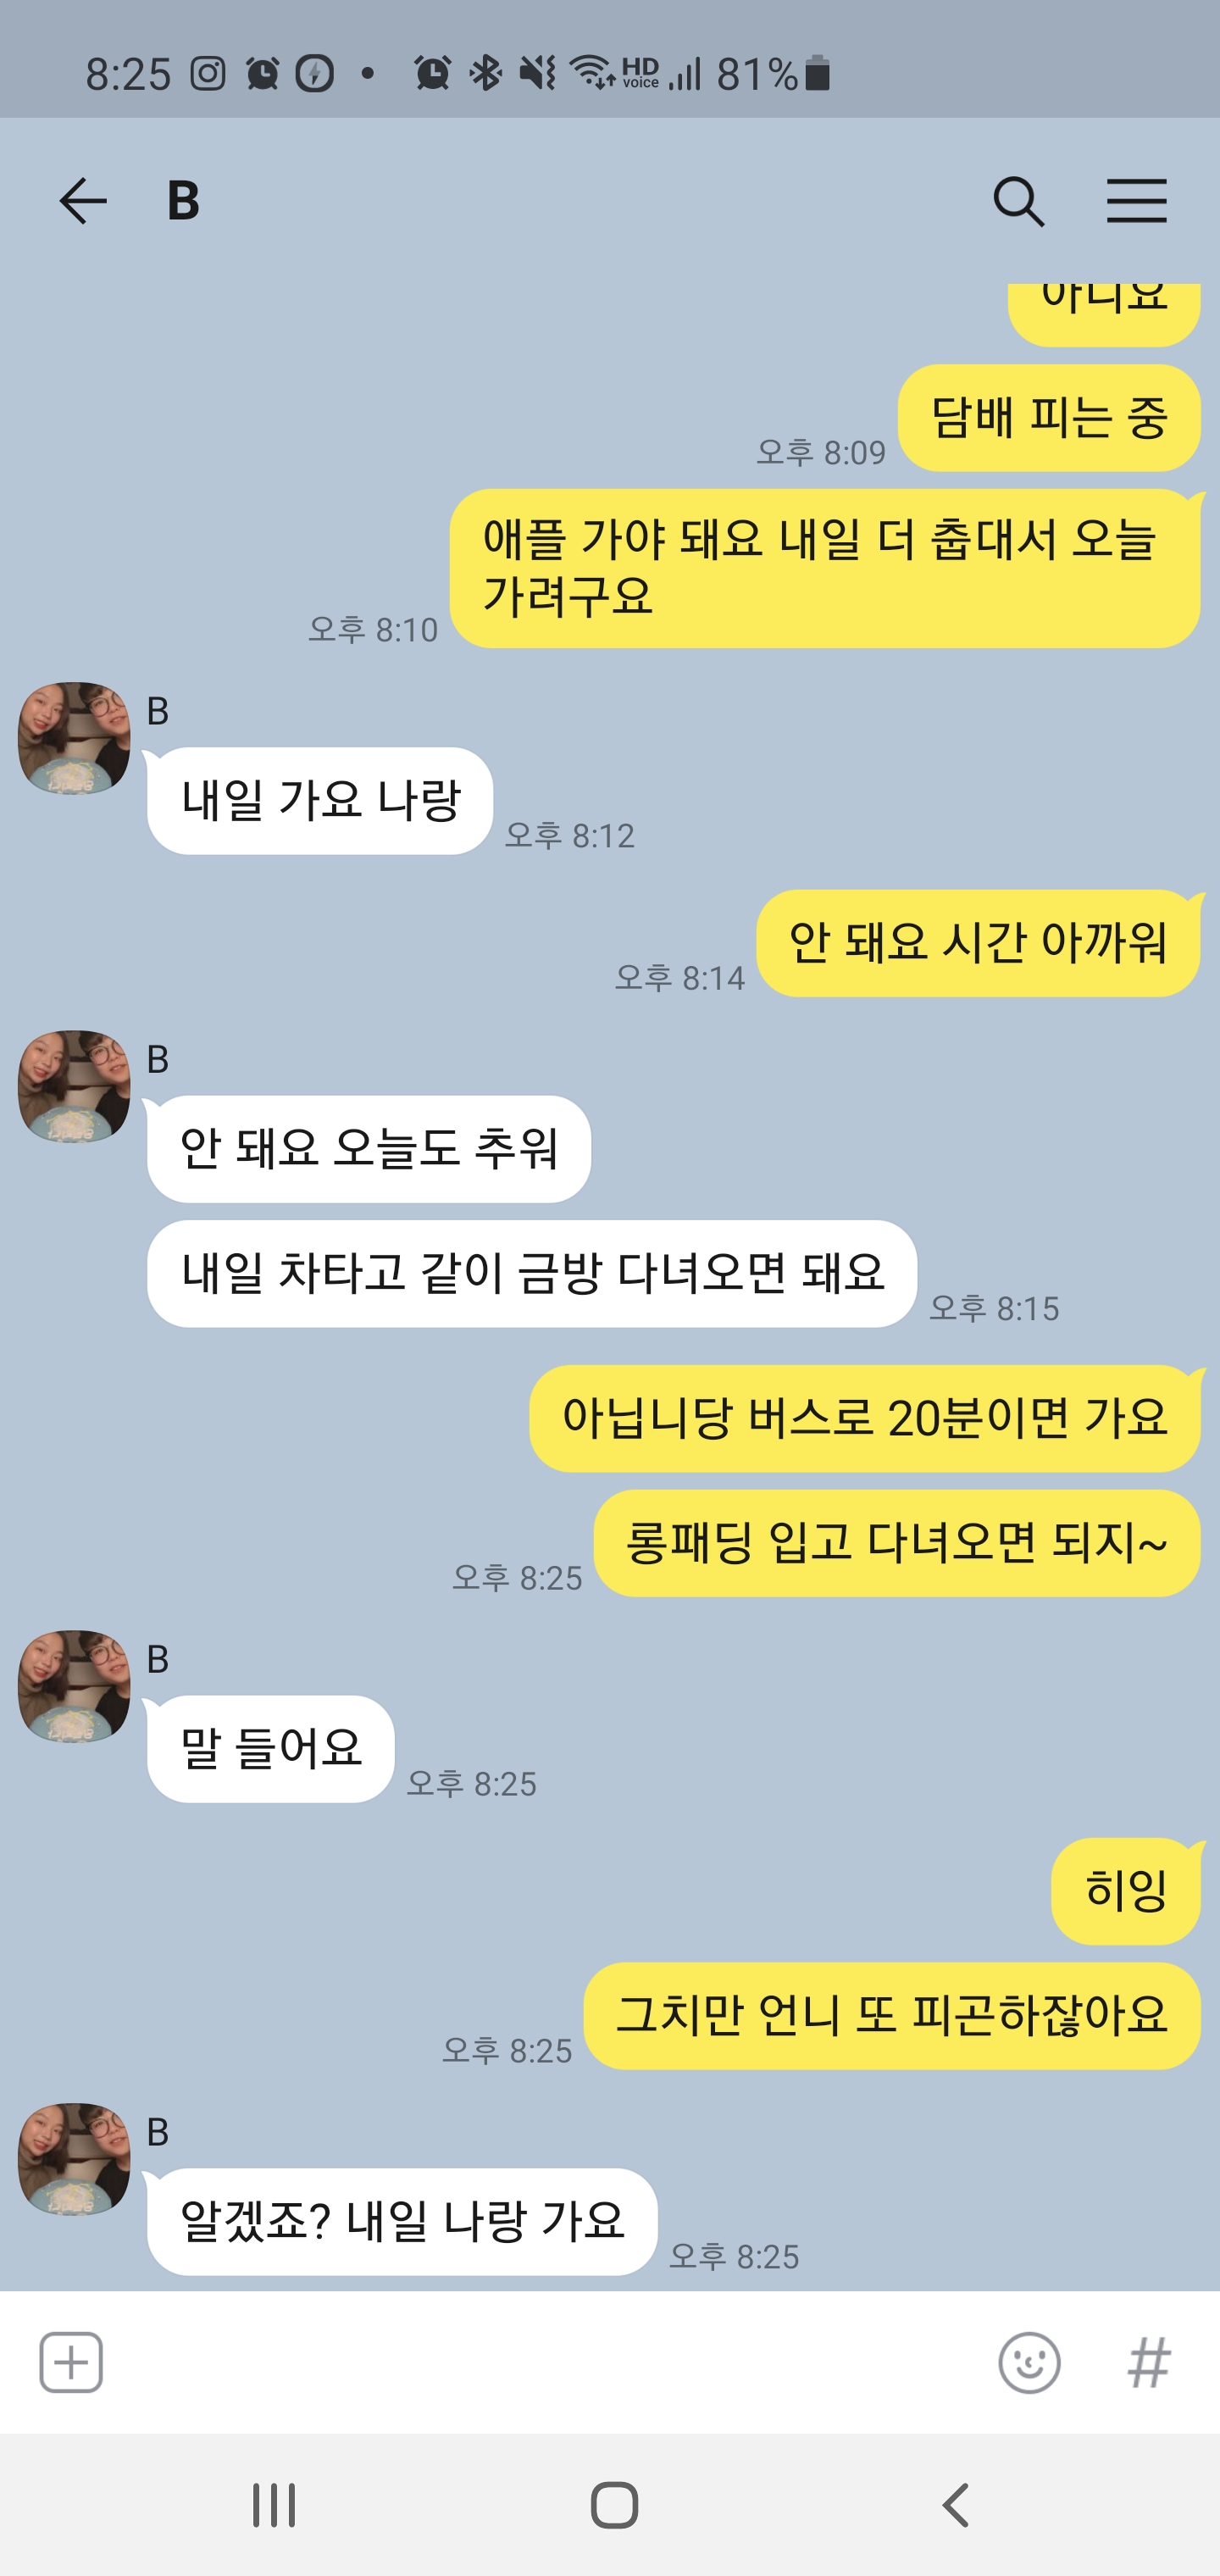 8:25 HD voice 81%
B
아니요
담배 피는 중
오후 8:09
애플 가야 돼요 내일 더 춥대서 오늘
가려구요
오후 8:10
B
내일 가요 나랑
오후 8:12
안 돼요 시간 아까워
오후 8:14
B
안 돼요 오늘도 추워
내일 차타고 같이 금방 다녀오면 돼요
오후 8:15
아닙니당 버스로 20분이면 가요
롱패딩 입고 다녀오면 되지~
오후 8:25
B
말 들어요
오후 8:25
히잉
그치만 언니 또 피곤하잖아요
오후 8:25
B
알겠죠? 내일 나랑 가요
오후 8:25
#